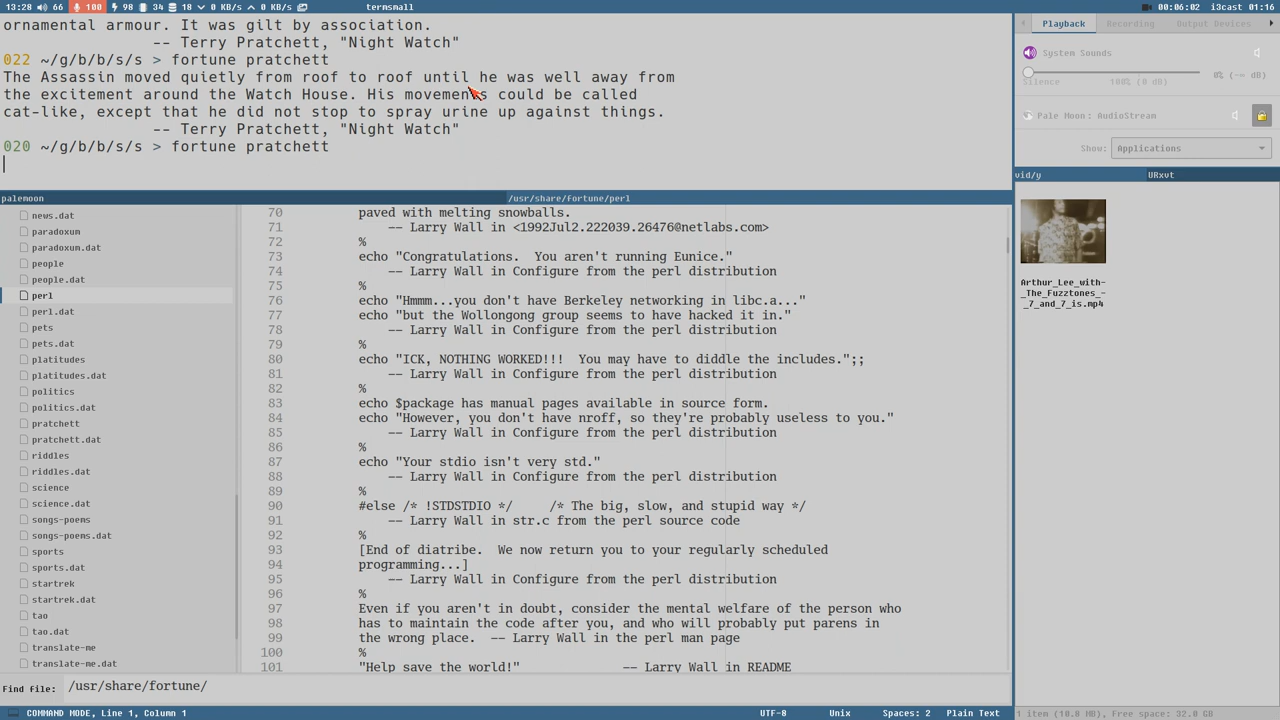 13:28 66 100 98 34 18 0 KB/s 0 KB/s ternsmall 00:06:02 i3cast 01:16
ornamental armour. It was gilt by association.
-- Terry Pratchett, "Night Watch"
022 ~/g/b/b/s/s > fortune pratchett
The Assassin moved quietly from roof to roof until he was well away from
the excitement around the Watch House. His movements could be called
cat-like, except that he did not stop to spray urine up against things.
-- Terry Pratchett, "Night Watch"
020 ~/g/b/b/s/s > fortune pratchett
Playback Recording Output Devices
System Sounds
Silence 100% (0dB) 0% (-∞ dB)
Pale Moon: AudioStream
Show: Applications
vid/y URxvt
Arthur_Lee_with-
_The_Fuzztones_-
_7_and_7_is.mp4
1 item (10.8 M), Free space: 32.0 G
palemoon /usr/share/fortune/perl
news.dat
paradoxum
paradoxum.dat
people
people.dat
perl
perl.dat
pets
pets.dat
platitudes
platitudes.dat
politics
politics.dat
pratchett
pratchett.dat
riddles
riddles.dat
science
science.dat
songs-poems
songs-poems.dat
sports
sports.dat
startrek
startrek.dat
tao
tao.dat
translate-me
translate-me.dat
70 paved with melting snowballs.
71 -- Larry Wall in <1992Jul2.222039.26476@netlabs.com>
72 %
73 echo "Congratulations.  You aren't running Eunice."
74 -- Larry Wall in Configure from the perl distribution
75 %
76 echo "Hmmm...you don't have Berkeley networking in libc.a..."
77 echo "but the Wollongong group seems to have hacked it in."
78 -- Larry Wall in Configure from the perl distribution
79 %
80 echo "ICK, NOTHING WORKED!!!  You may have to diddle the includes.";;
81 -- Larry Wall in Configure from the perl distribution
82 %
83 echo $package has manual pages available in source form.
84 echo "However, you don't have nroff, so they're probably useless to you."
85 -- Larry Wall in Configure from the perl distribution
86 %
87 echo "Your stdio isn't very std."
88 -- Larry Wall in Configure from the perl distribution
89 %
90 #else /* !STDSTDIO */     /* The big, slow, and stupid way */
91 -- Larry Wall in str.c from the perl source code
92 %
93 [End of diatribe.  We now return you to your regularly scheduled
94 programming...]
95 -- Larry Wall in Configure from the perl distribution
96 %
97 Even if you aren't in doubt, consider the mental welfare of the person who
98 has to maintain the code after you, and who will probably put parens in
99 the wrong place.  -- Larry Wall in the perl man page
100 %
101 "Help save the world!" -- Larry Wall in README
Find file: /usr/share/fortune/
COMMAND MODE, Line 1, Column 1 UTF-8 Unix Spaces: 2 Plain Text